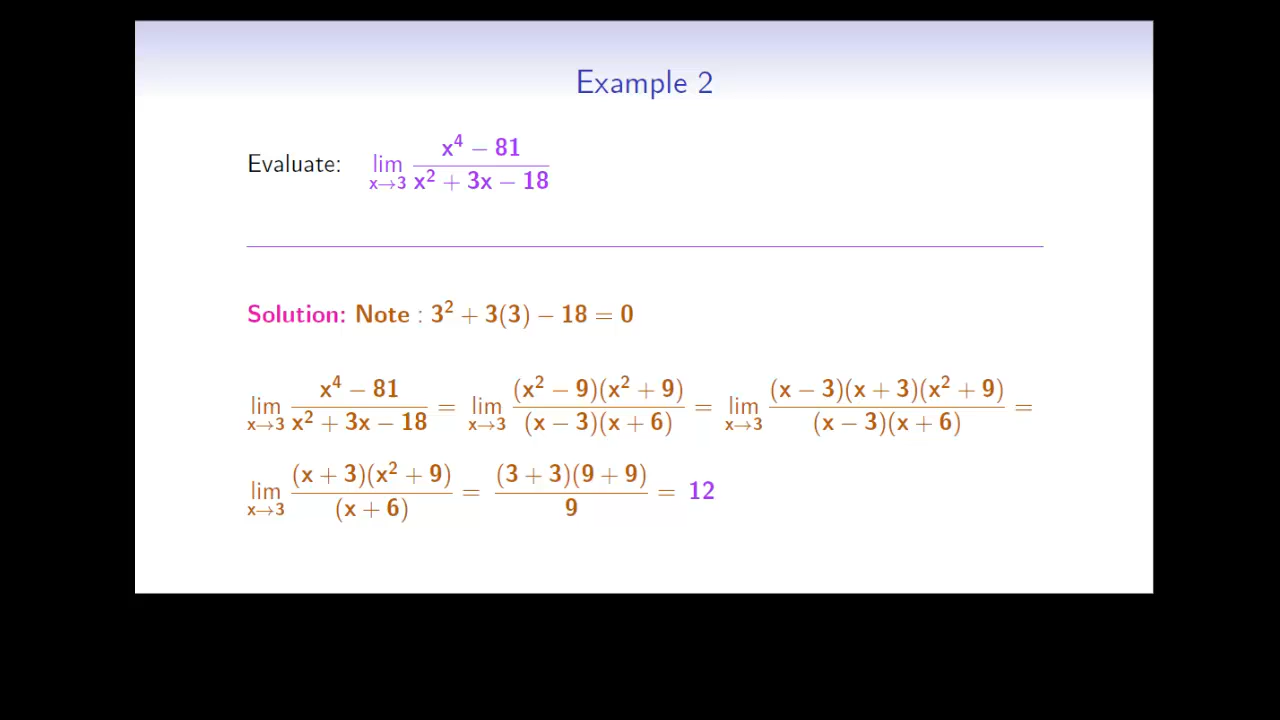 Example 2
Evaluate: lim x→3 (x⁴ − 81)/(x² + 3x − 18)
Solution: Note : 3² + 3(3) − 18 = 0
lim x→3 (x⁴ − 81)/(x² + 3x − 18) = lim x→3 ((x² − 9)(x² + 9))/((x − 3)(x + 6)) = lim x→3 ((x − 3)(x + 3)(x² + 9))/((x − 3)(x + 6)) =
lim x→3 ((x + 3)(x² + 9))/((x + 6)) = ((3 + 3)(9 + 9))/9 = 12